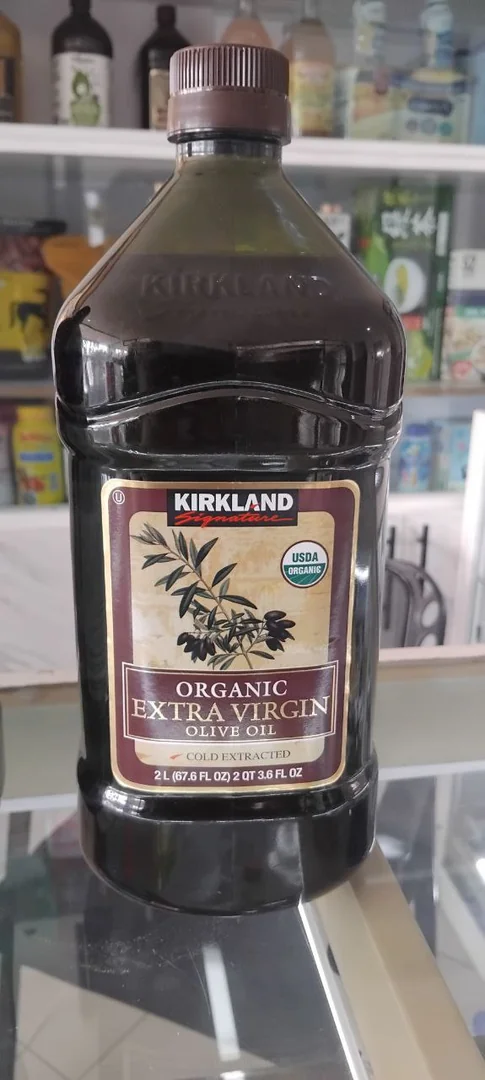 KIRKLAND
Ⓤ
KIRKLAND
Signature
USDA
ORGANIC
ORGANIC
EXTRA VIRGIN
OLIVE OIL
COLD EXTRACTED
2 L (67.6 FL OZ) 2 QT 3.6 FL OZ